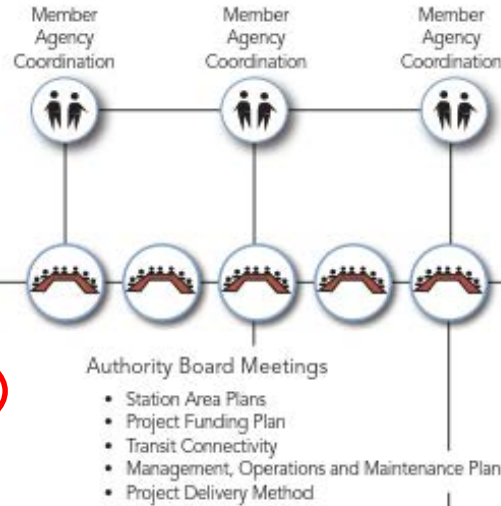 Member
Agency
Coordination
Member
Agency
Coordination
Member
Agency
Coordination
Authority Board Meetings
• Station Area Plans
• Project Funding Plan
• Transit Connectivity
• Management, Operations and Maintenance Plan
• Project Delivery Method